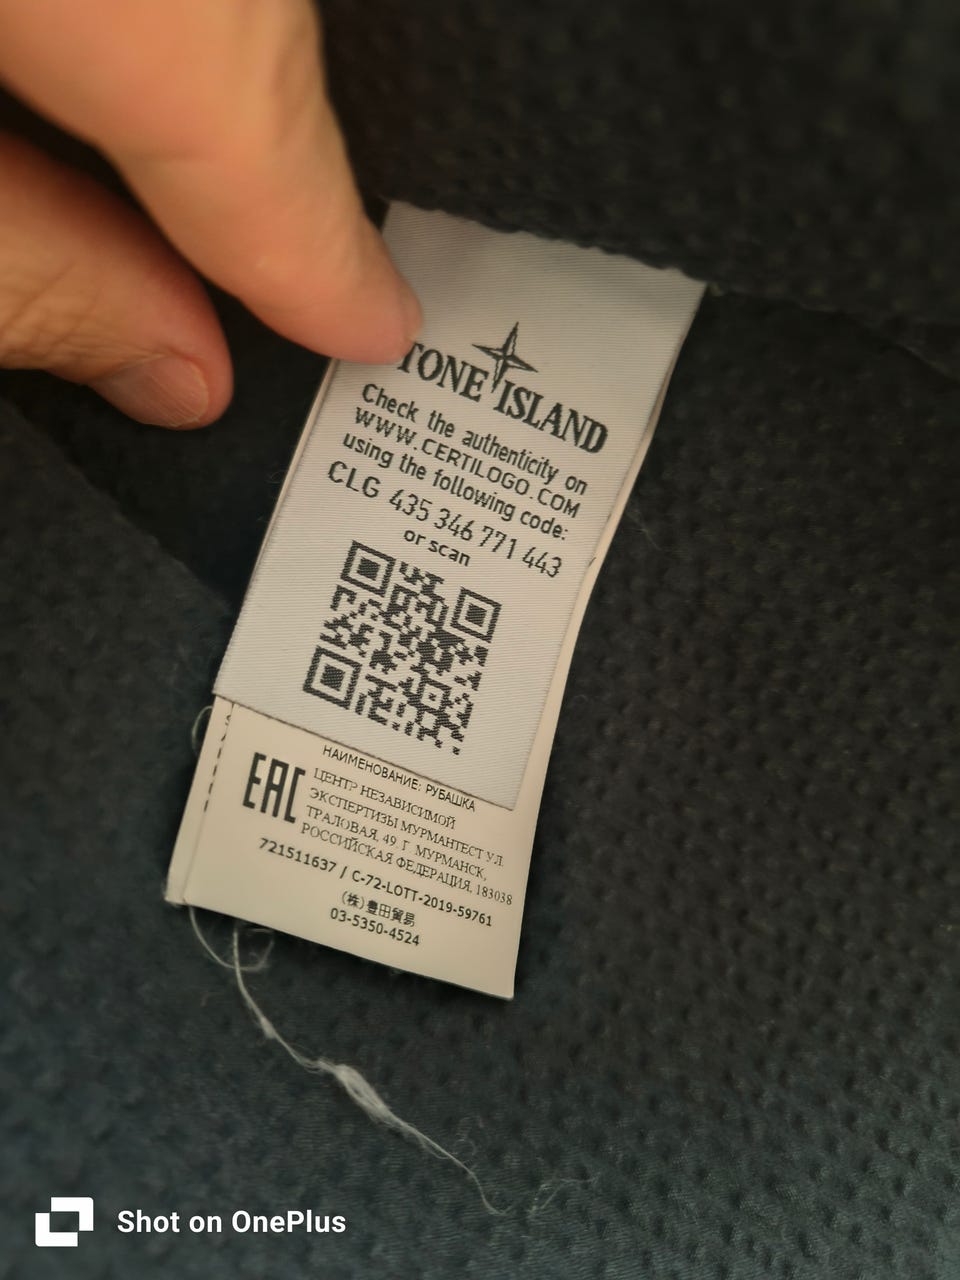 TONE ISLAND
Check the authenticity on
WWW.CERTILOGO.COM
using the following code:
CLG 435 346 771 443
or scan
НАИМЕНОВАНИЕ: РУБАШКА
EAC
ЦЕНТР НЕЗАВИСИМОЙ
ЭКСПЕРТИЗЫ МУРМАНТЕСТ УЛ.
ТРАЛОВАЯ, 49, Г. МУРМАНСК,
РОССИЙСКАЯ ФЕДЕРАЦИЯ, 183038
721511637 / C-72-LOTT-2019-59761
(株)豊田貿易
03-5350-4524
Shot on OnePlus